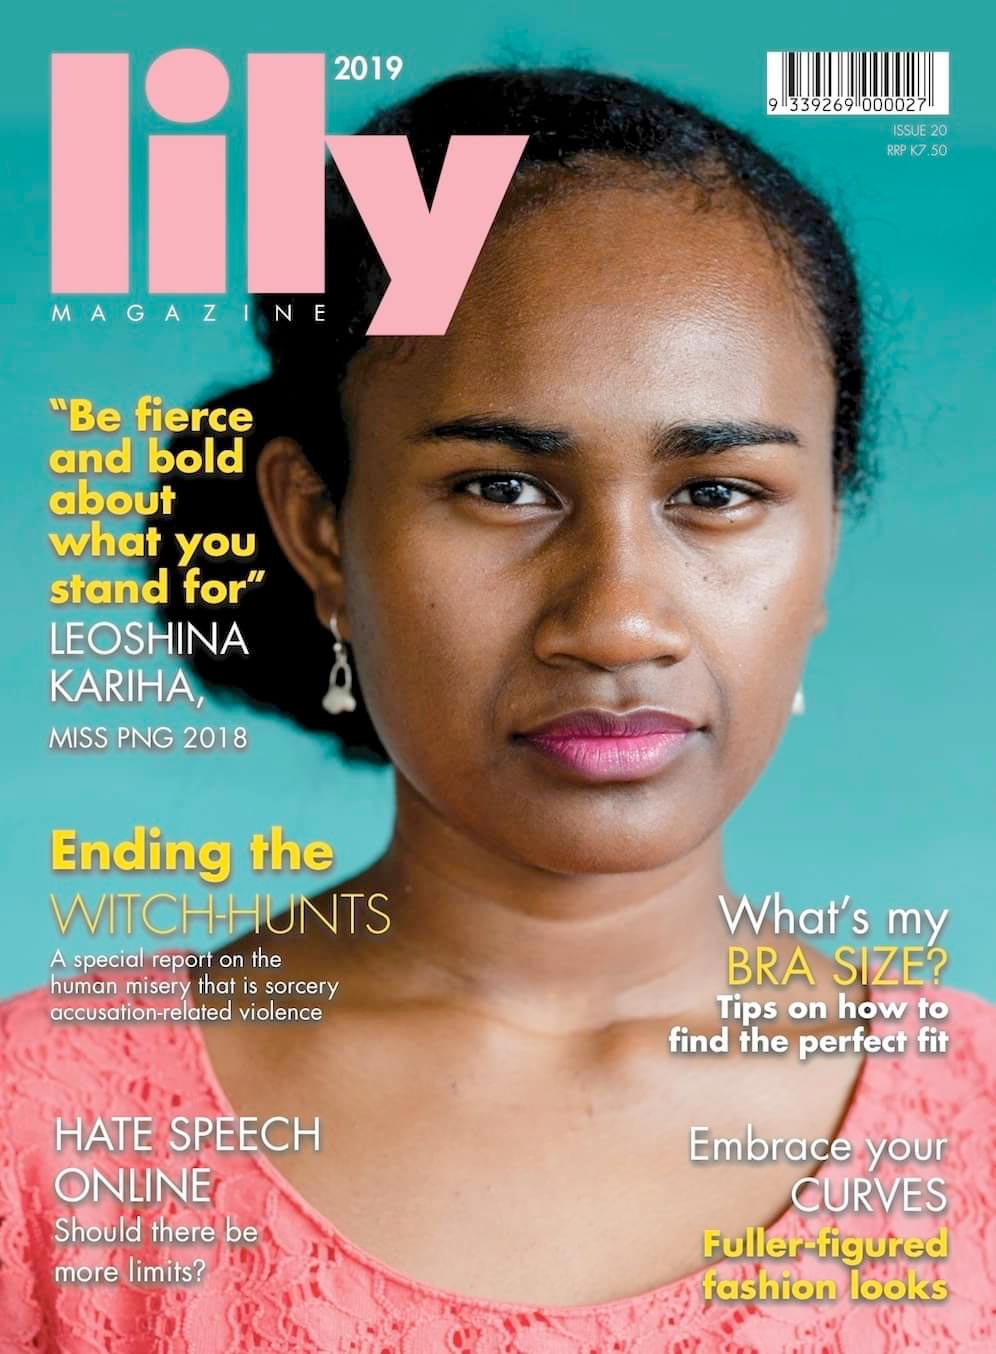 lily
2019
MAGAZINE
9 339269 000027
ISSUE 20
RRP K7.50
“Be fierce
and bold
about
what you
stand for”
LEOSHINA
KARIHA,
MISS PNG 2018
Ending the
WITCH-HUNTS
A special report on the
human misery that is sorcery
accusation-related violence
What’s my
BRA SIZE?
Tips on how to
find the perfect fit
HATE SPEECH
ONLINE
Should there be
more limits?
Embrace your
CURVES
Fuller-figured
fashion looks